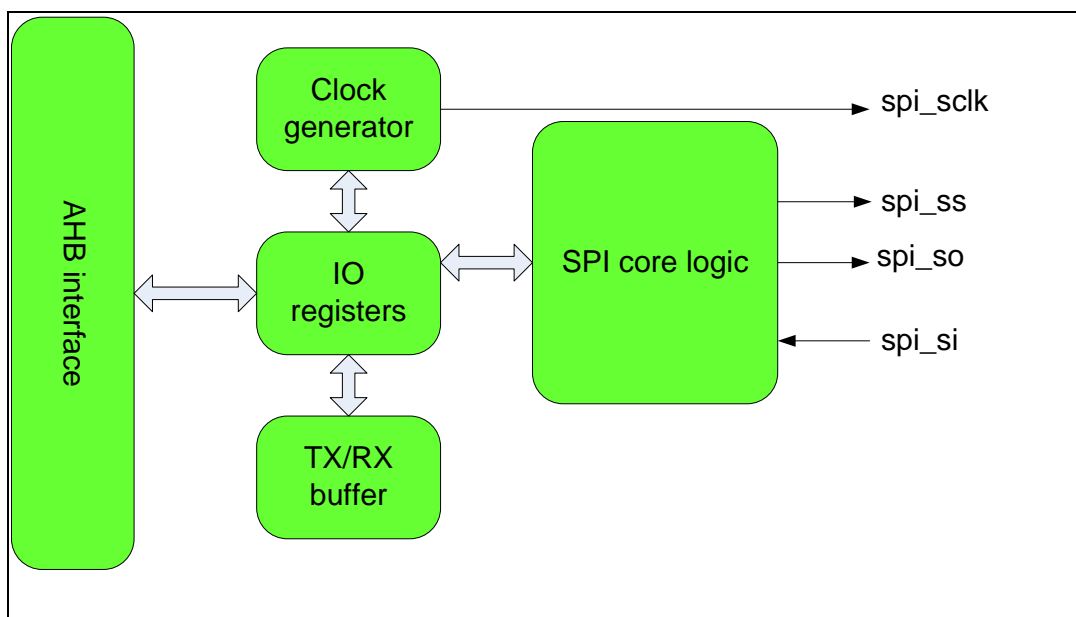 AHB interface
Clock
generator
IO
registers
TX/RX
buffer
SPI core logic
spi_sclk
spi_ss
spi_so
spi_si